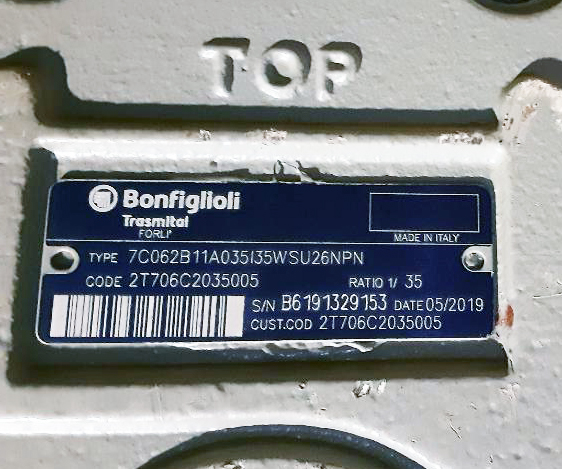 TOP
Bonfiglioli
Trasmital
FORLI'
MADE IN ITALY
TYPE 7C062B11A035I35WSU26NPN
CODE 2T706C2035005 RATIO 1/ 35
S/N B6191329153 DATE 05/2019
CUST.COD 2T706C2035005